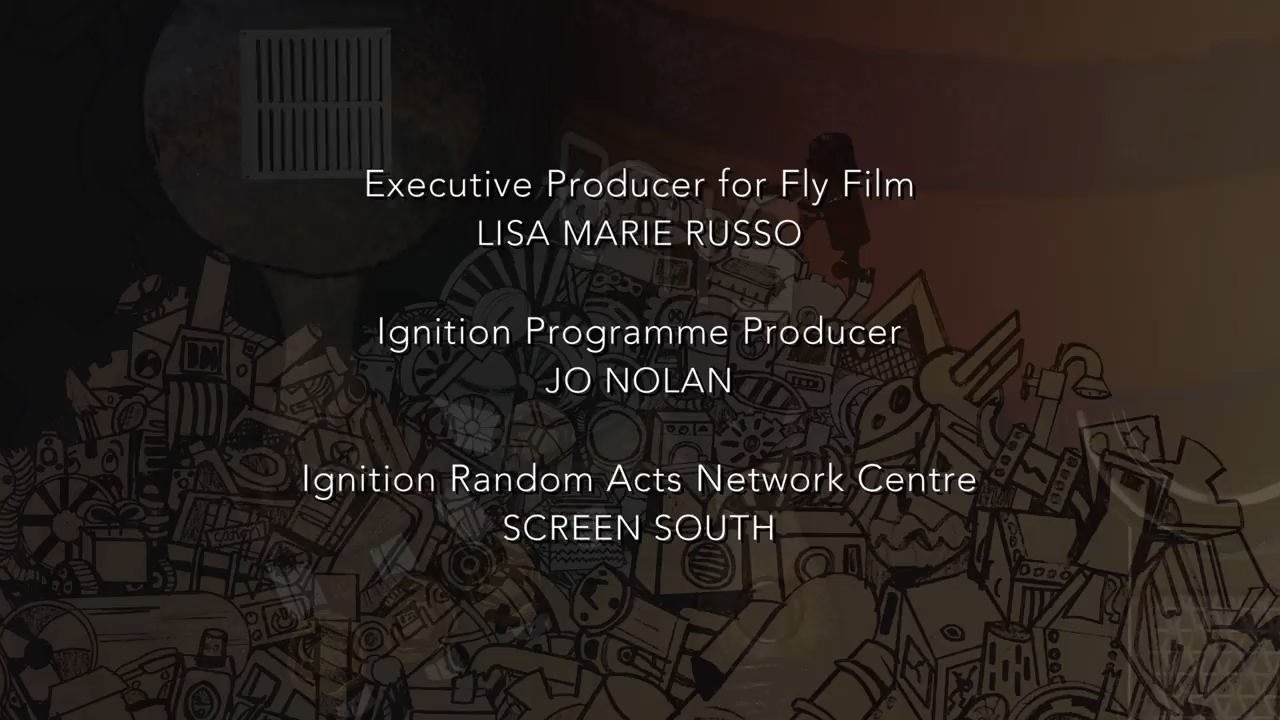 Executive Producer for Fly Film
LISA MARIE RUSSO
Ignition Programme Producer
JO NOLAN
Ignition Random Acts Network Centre
SCREEN SOUTH